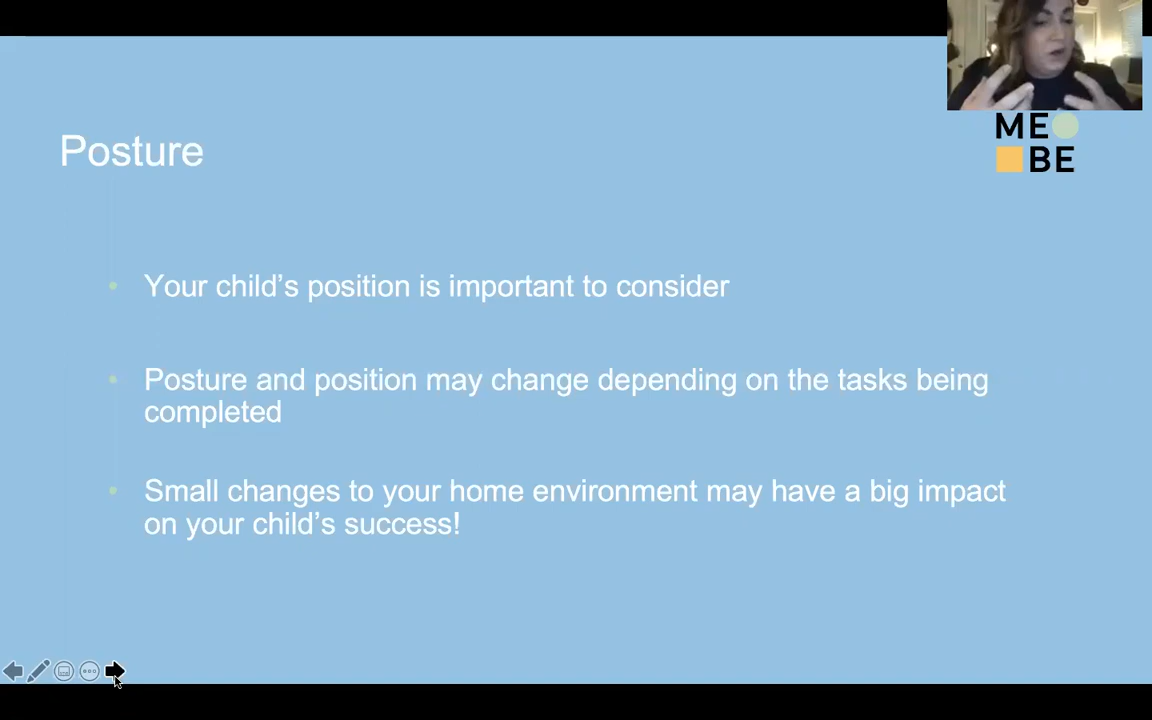 ME
BE
Posture
• Your child’s position is important to consider
• Posture and position may change depending on the tasks being
completed
• Small changes to your home environment may have a big impact
on your child’s success!